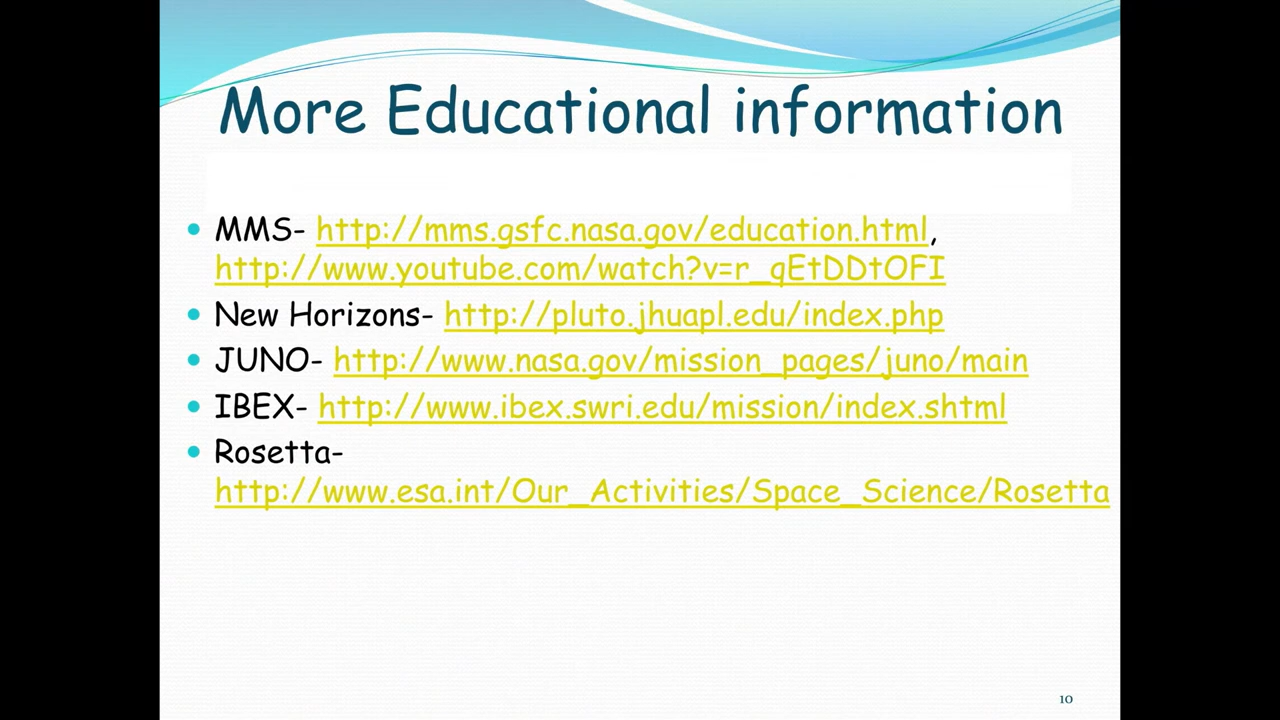 More Educational information
MMS- http://mms.gsfc.nasa.gov/education.html,
http://www.youtube.com/watch?v=r_qEtDDtOFI
New Horizons- http://pluto.jhuapl.edu/index.php
JUNO- http://www.nasa.gov/mission_pages/juno/main
IBEX- http://www.ibex.swri.edu/mission/index.shtml
Rosetta-
http://www.esa.int/Our_Activities/Space_Science/Rosetta
10